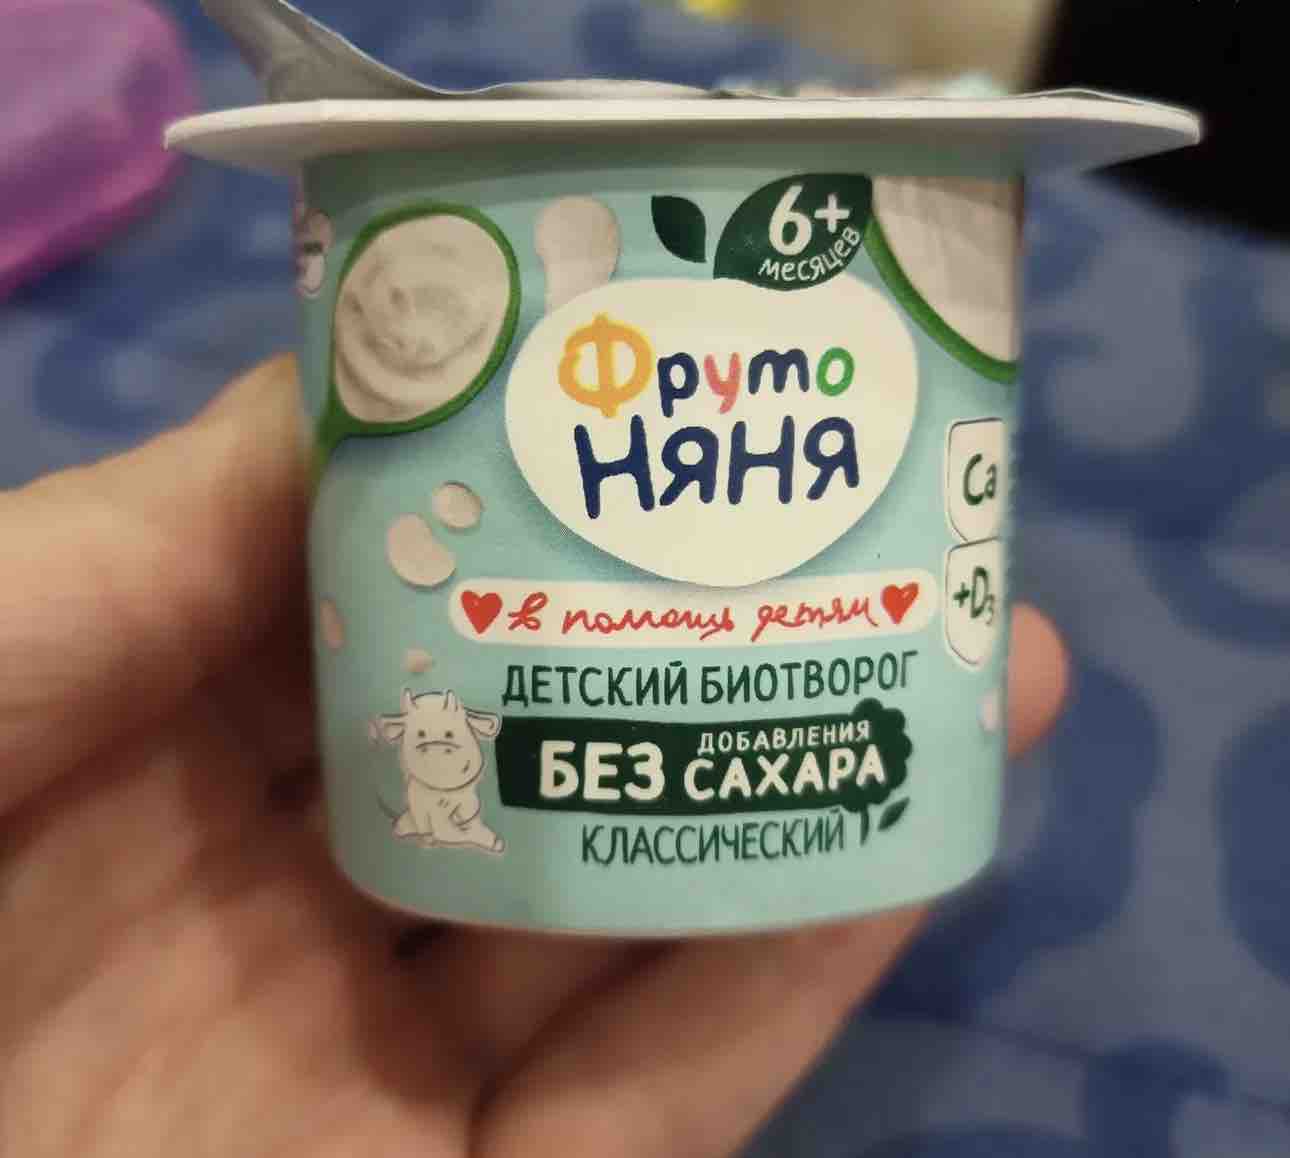 6+
месяцев
Фруто
Няня
Ca
+D3
в помощь детям
ДЕТСКИЙ БИОТВОРОГ
БЕЗ ДОБАВЛЕНИЯ
САХАРА
КЛАССИЧЕСКИЙ